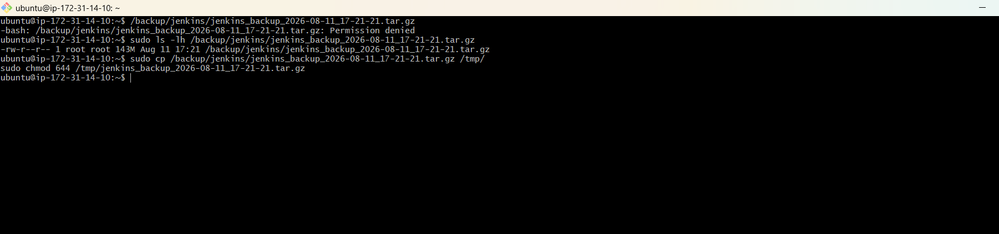 ubuntu@ip-172-31-14-10: ~
ubuntu@ip-172-31-14-10:~$ /backup/jenkins/jenkins_backup_2026-08-11_17-21-21.tar.gz
-bash: /backup/jenkins/jenkins_backup_2026-08-11_17-21-21.tar.gz: Permission denied
ubuntu@ip-172-31-14-10:~$ sudo ls -lh /backup/jenkins/jenkins_backup_2026-08-11_17-21-21.tar.gz
-rw-r--r-- 1 root root 143M Aug 11 17:21 /backup/jenkins/jenkins_backup_2026-08-11_17-21-21.tar.gz
ubuntu@ip-172-31-14-10:~$ sudo cp /backup/jenkins/jenkins_backup_2026-08-11_17-21-21.tar.gz /tmp/
sudo chmod 644 /tmp/jenkins_backup_2026-08-11_17-21-21.tar.gz
ubuntu@ip-172-31-14-10:~$